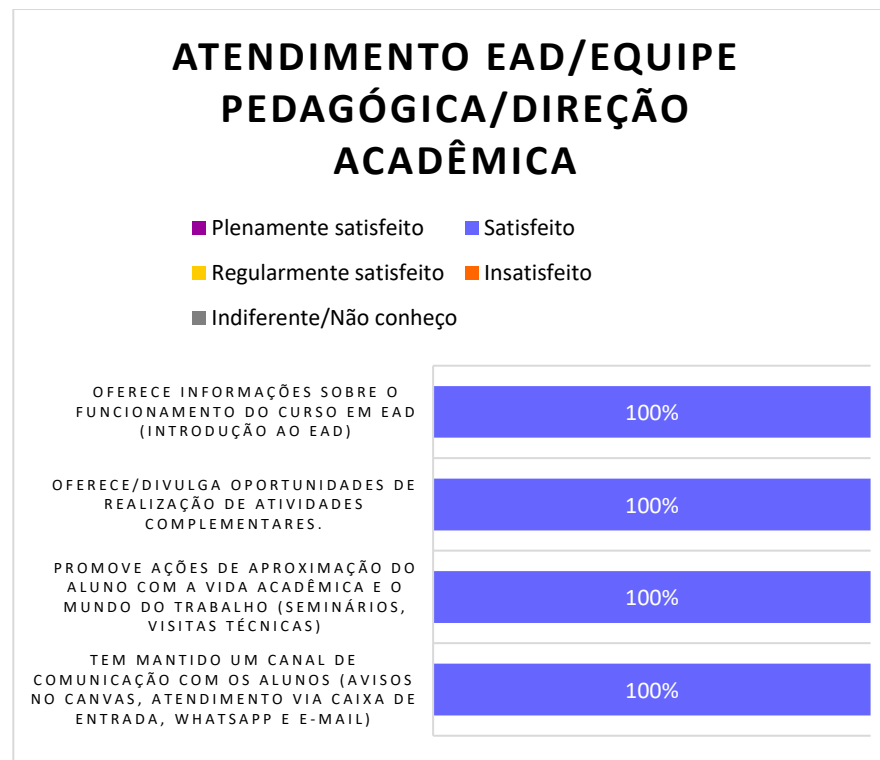 ATENDIMENTO EAD/EQUIPE
PEDAGÓGICA/DIREÇÃO
ACADÊMICA
Plenamente satisfeito
Satisfeito
Regularmente satisfeito
Insatisfeito
Indiferente/Não conheço
OFERECE INFORMAÇÕES SOBRE O
FUNCIONAMENTO DO CURSO EM EAD
(INTRODUÇÃO AO EAD)
100%
OFERECE/DIVULGA OPORTUNIDADES DE
REALIZAÇÃO DE ATIVIDADES
COMPLEMENTARES.
100%
PROMOVE AÇÕES DE APROXIMAÇÃO DO
ALUNO COM A VIDA ACADÊMICA E O
MUNDO DO TRABALHO (SEMINÁRIOS,
VISITAS TÉCNICAS)
100%
TEM MANTIDO UM CANAL DE
COMUNICAÇÃO COM OS ALUNOS (AVISOS
NO CANVAS, ATENDIMENTO VIA CAIXA DE
ENTRADA, WHATSAPP E E-MAIL)
100%